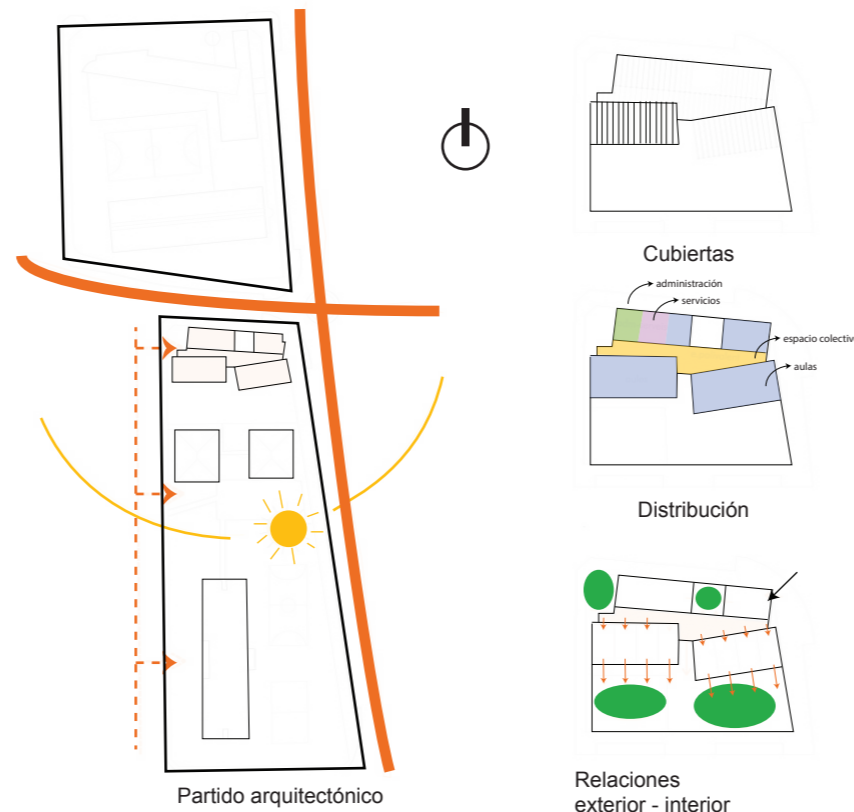 Cubiertas
administración
servicios
espacio colectiv
aulas
Distribución
Partido arquitectónico
Relaciones
exterior - interior